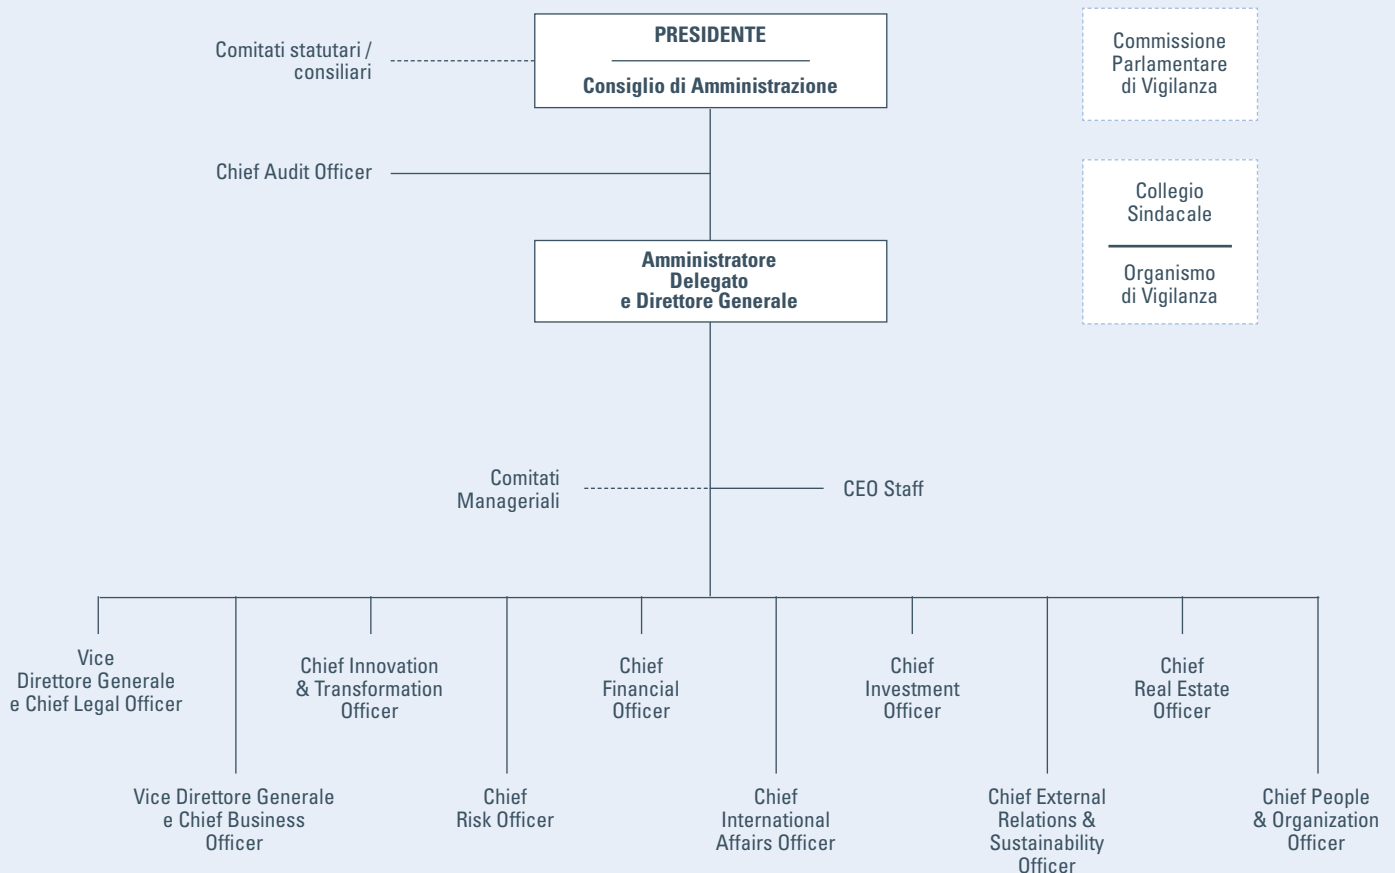 PRESIDENTE
Consiglio di Amministrazione
Comitati statutari /
consiliari
Commissione
Parlamentare
di Vigilanza
Chief Audit Officer
Collegio
Sindacale
Organismo
di Vigilanza
Amministratore
Delegato
e Direttore Generale
Comitati
Manageriali
CEO Staff
Vice
Direttore Generale
e Chief Legal Officer
Chief Innovation
& Transformation
Officer
Chief
Financial
Officer
Chief
Investment
Officer
Chief
Real Estate
Officer
Vice Direttore Generale
e Chief Business
Officer
Chief
Risk Officer
Chief
International
Affairs Officer
Chief External
Relations &
Sustainability
Officer
Chief People
& Organization
Officer